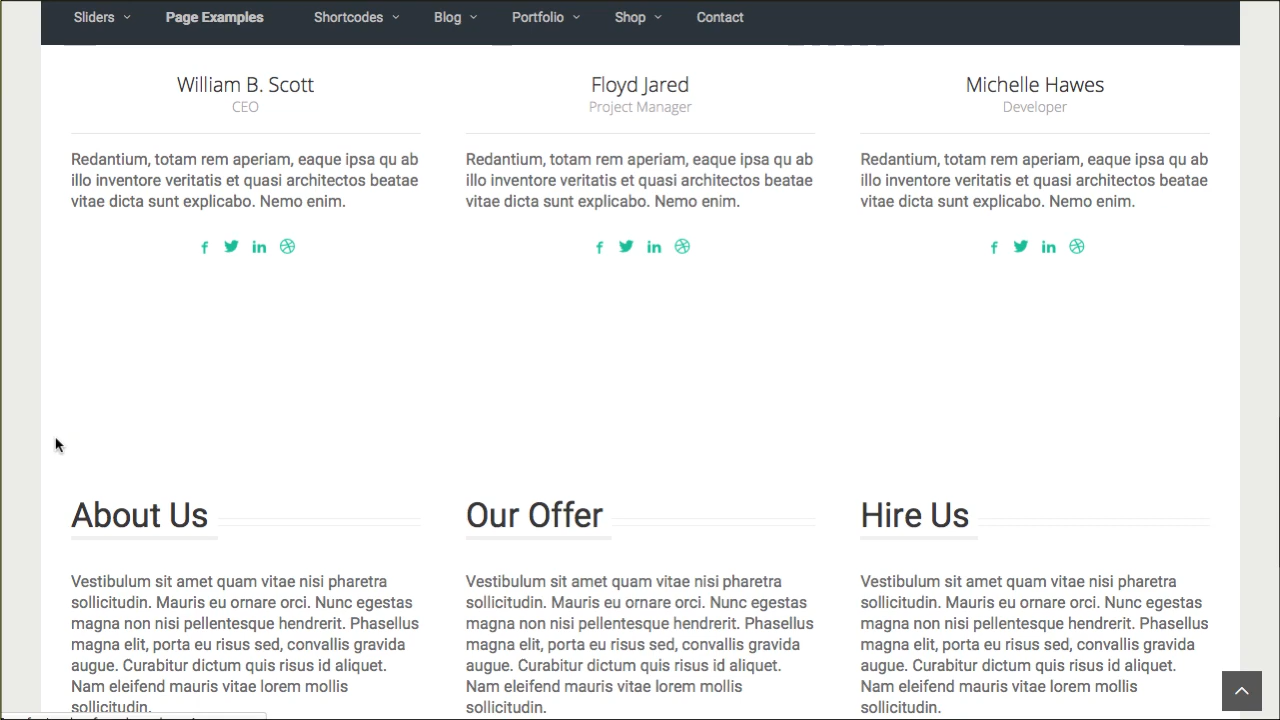 Sliders Page Examples Shortcodes Blog Portfolio Shop Contact
William B. Scott
CEO
Redantium, totam rem aperiam, eaque ipsa qu ab
illo inventore veritatis et quasi architectos beatae
vitae dicta sunt explicabo. Nemo enim.
Floyd Jared
Project Manager
Redantium, totam rem aperiam, eaque ipsa qu ab
illo inventore veritatis et quasi architectos beatae
vitae dicta sunt explicabo. Nemo enim.
Michelle Hawes
Developer
Redantium, totam rem aperiam, eaque ipsa qu ab
illo inventore veritatis et quasi architectos beatae
vitae dicta sunt explicabo. Nemo enim.
About Us
Vestibulum sit amet quam vitae nisi pharetra
sollicitudin. Mauris eu ornare orci. Nunc egestas
magna non nisi pellentesque hendrerit. Phasellus
magna elit, porta eu risus sed, convallis gravida
augue. Curabitur dictum quis risus id aliquet.
Nam eleifend mauris vitae lorem mollis
sollicitudin.
Our Offer
Vestibulum sit amet quam vitae nisi pharetra
sollicitudin. Mauris eu ornare orci. Nunc egestas
magna non nisi pellentesque hendrerit. Phasellus
magna elit, porta eu risus sed, convallis gravida
augue. Curabitur dictum quis risus id aliquet.
Nam eleifend mauris vitae lorem mollis
sollicitudin.
Hire Us
Vestibulum sit amet quam vitae nisi pharetra
sollicitudin. Mauris eu ornare orci. Nunc egestas
magna non nisi pellentesque hendrerit. Phasellus
magna elit, porta eu risus sed, convallis gravida
augue. Curabitur dictum quis risus id aliquet.
Nam eleifend mauris vitae lorem mollis
sollicitudin.